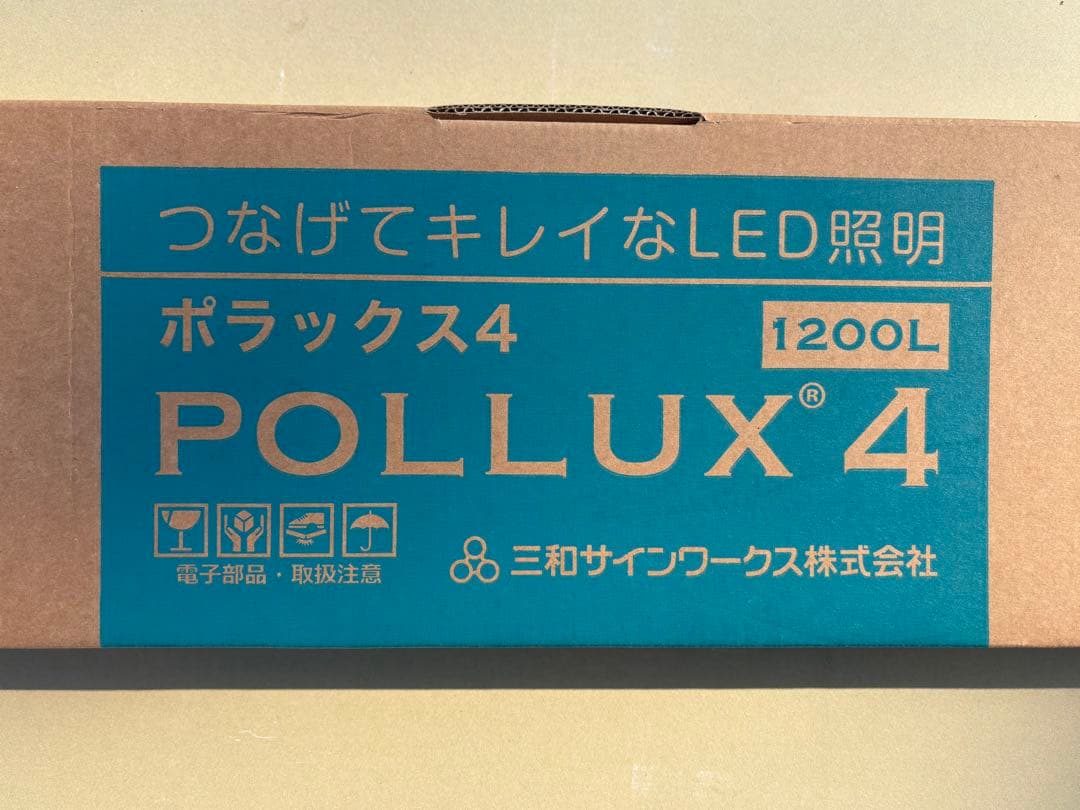 つなげてキレイなLED照明
ポラックス4
1200L
POLLUX® 4
電子部品・取扱注意
三和サインワークス株式会社